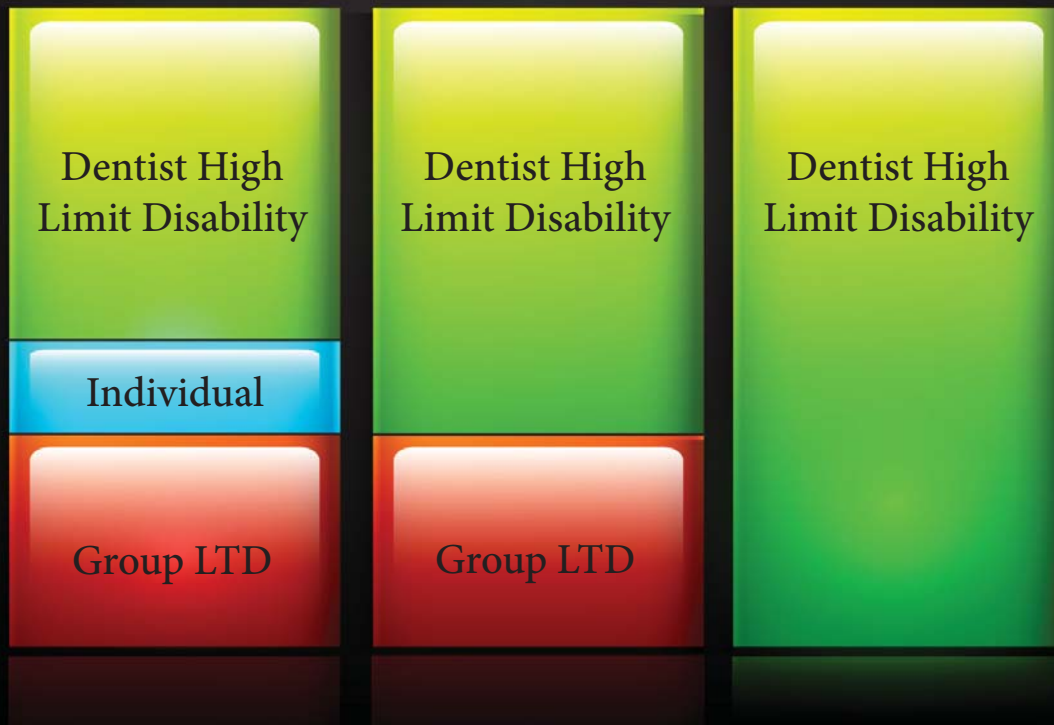 Dentist High
Limit Disability
Individual
Group LTD
Dentist High
Limit Disability
Group LTD
Dentist High
Limit Disability